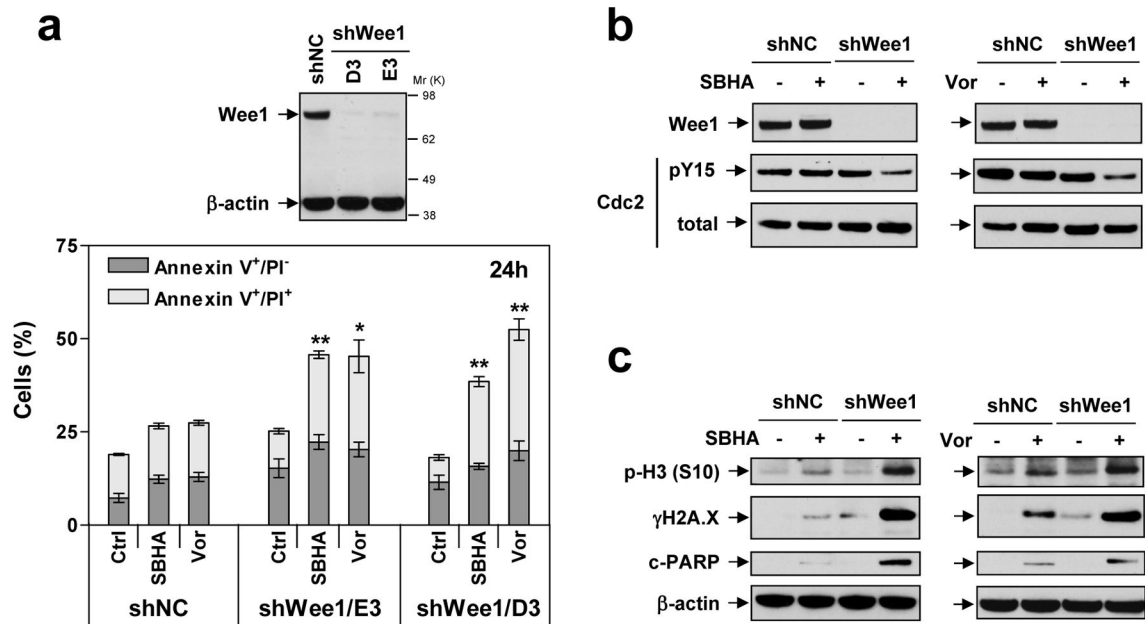 a
shWee1
shNC
D3
E3
Mr (K)
98
Wee1
62
49
β-actin
38
75
Annexin V⁺/PI⁻
24h
Annexin V⁺/PI⁺
**
*
**
**
50
Cells (%)
25
0
Ctrl SBHA Vor Ctrl SBHA Vor Ctrl SBHA Vor
shNC shWee1/E3 shWee1/D3
b
shNC shWee1 shNC shWee1
SBHA - + - + Vor - + - +
Wee1
pY15
Cdc2
total
c
shNC shWee1 shNC shWee1
SBHA - + - + Vor - + - +
p-H3 (S10)
γH2A.X
c-PARP
β-actin